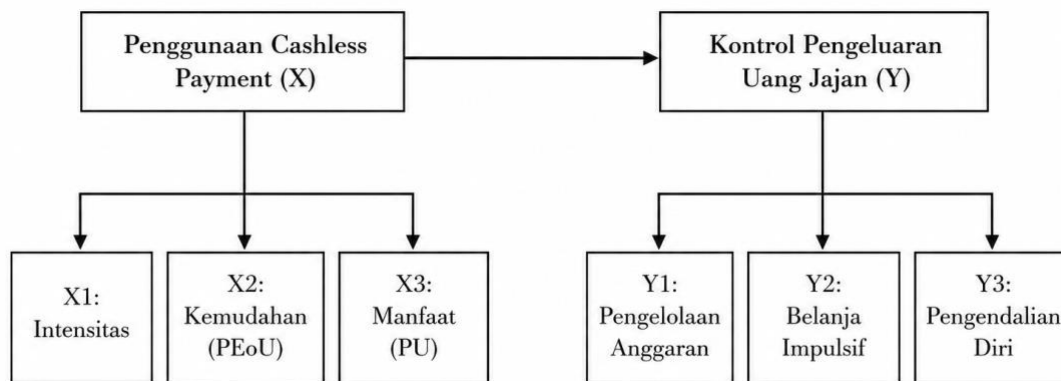 Penggunaan Cashless
Payment (X)
Kontrol Pengeluaran
Uang Jajan (Y)
X1:
Intensitas
X2:
Kemudahan
(PEoU)
X3:
Manfaat
(PU)
Y1:
Pengelolaan
Anggaran
Y2:
Belanja
Impulsif
Y3:
Pengendalian
Diri